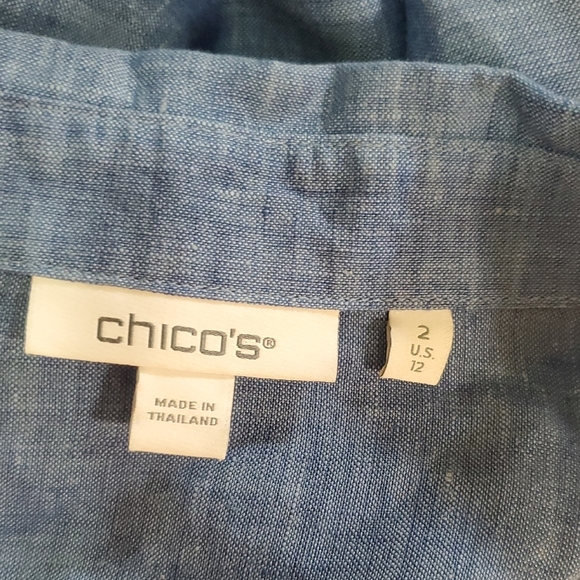 chico's®
MADE IN
THAILAND
2
U.S.
12